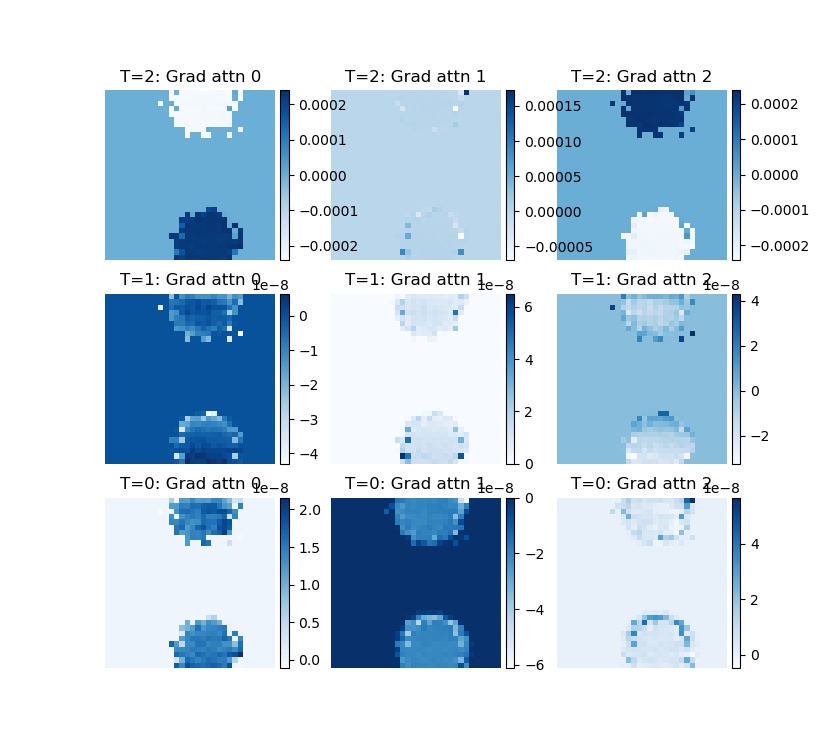 T=2: Grad attn 0
T=2: Grad attn 1
T=2: Grad attn 2
0.0002
0.0001
0.0000
−0.0001
−0.0002
0.00015
0.00010
0.00005
0.00000
−0.00005
0.0002
0.0001
0.0000
−0.0001
−0.0002
T=1: Grad attn 0
1e−8
T=1: Grad attn 1
1e−8
T=1: Grad attn 2
1e−8
0
−1
−2
−3
−4
6
4
2
0
4
2
0
−2
T=0: Grad attn 0
1e−8
T=0: Grad attn 1
1e−8
T=0: Grad attn 2
1e−8
2.0
1.5
1.0
0.5
0.0
0
−2
−4
−6
4
2
0